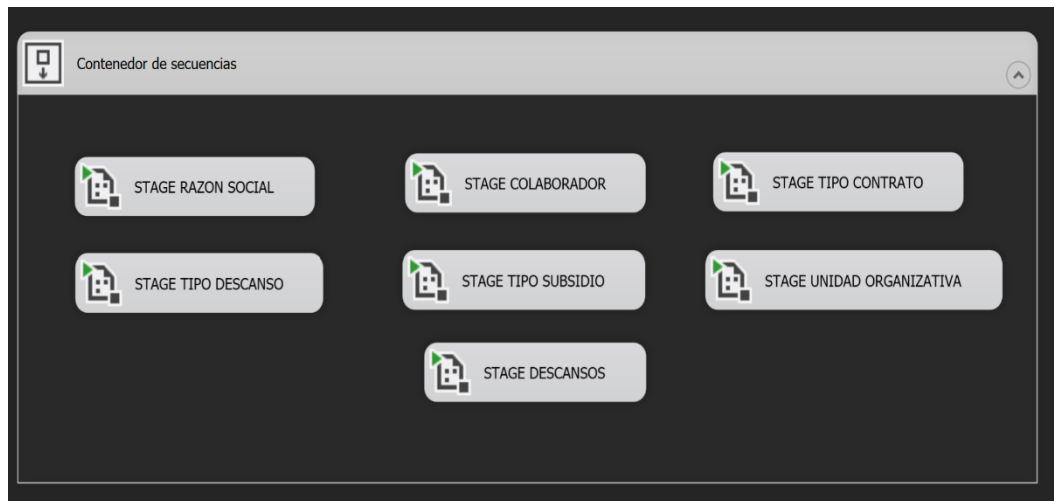 Contenedor de secuencias
STAGE RAZON SOCIAL
STAGE COLABORADOR
STAGE TIPO CONTRATO
STAGE TIPO DESCANSO
STAGE TIPO SUBSIDIO
STAGE UNIDAD ORGANIZATIVA
STAGE DESCANSOS